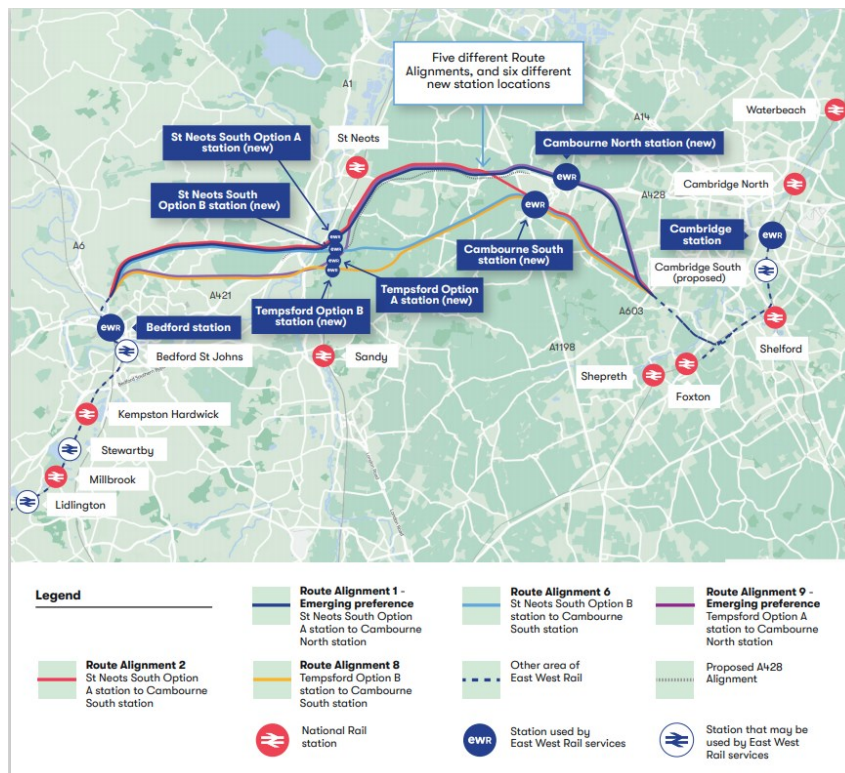 Five different Route
Alignments, and six different
new station locations
A1
A14
Waterbeach
St Neots South Option A
station (new)
St Neots
Cambourne North station (new)
Cambridge North
St Neots South
Option B station (new)
A428
Cambridge
station
ewR
ewR
ewR
A6
ewR
ewR
ewR
ewR
Cambourne South
station (new)
Cambridge South
(proposed)
A421
Tempsford Option
A station (new)
Tempsford Option B
station (new)
A603
ewR
Bedford station
Bedford St Johns
Sandy
A1198
Shelford
Shepreth
Foxton
Bedford Southern Bypass
Kempston Hardwick
Stewartby
Millbrook
Lidlington
London Road
London Road
Legend
Route Alignment 1 -
Emerging preference
St Neots South Option
A station to Cambourne
North station
Route Alignment 6
St Neots South Option B
station to Cambourne
South station
Route Alignment 9 -
Emerging preference
Tempsford Option A
station to Cambourne
North station
Route Alignment 2
St Neots South Option
A station to Cambourne
South station
Route Alignment 8
Tempsford Option B
station to Cambourne
South station
Other area of
East West Rail
Proposed A428
Alignment
National Rail
station
ewR
Station used by
East West Rail services
Station that may be
used by East West
Rail services